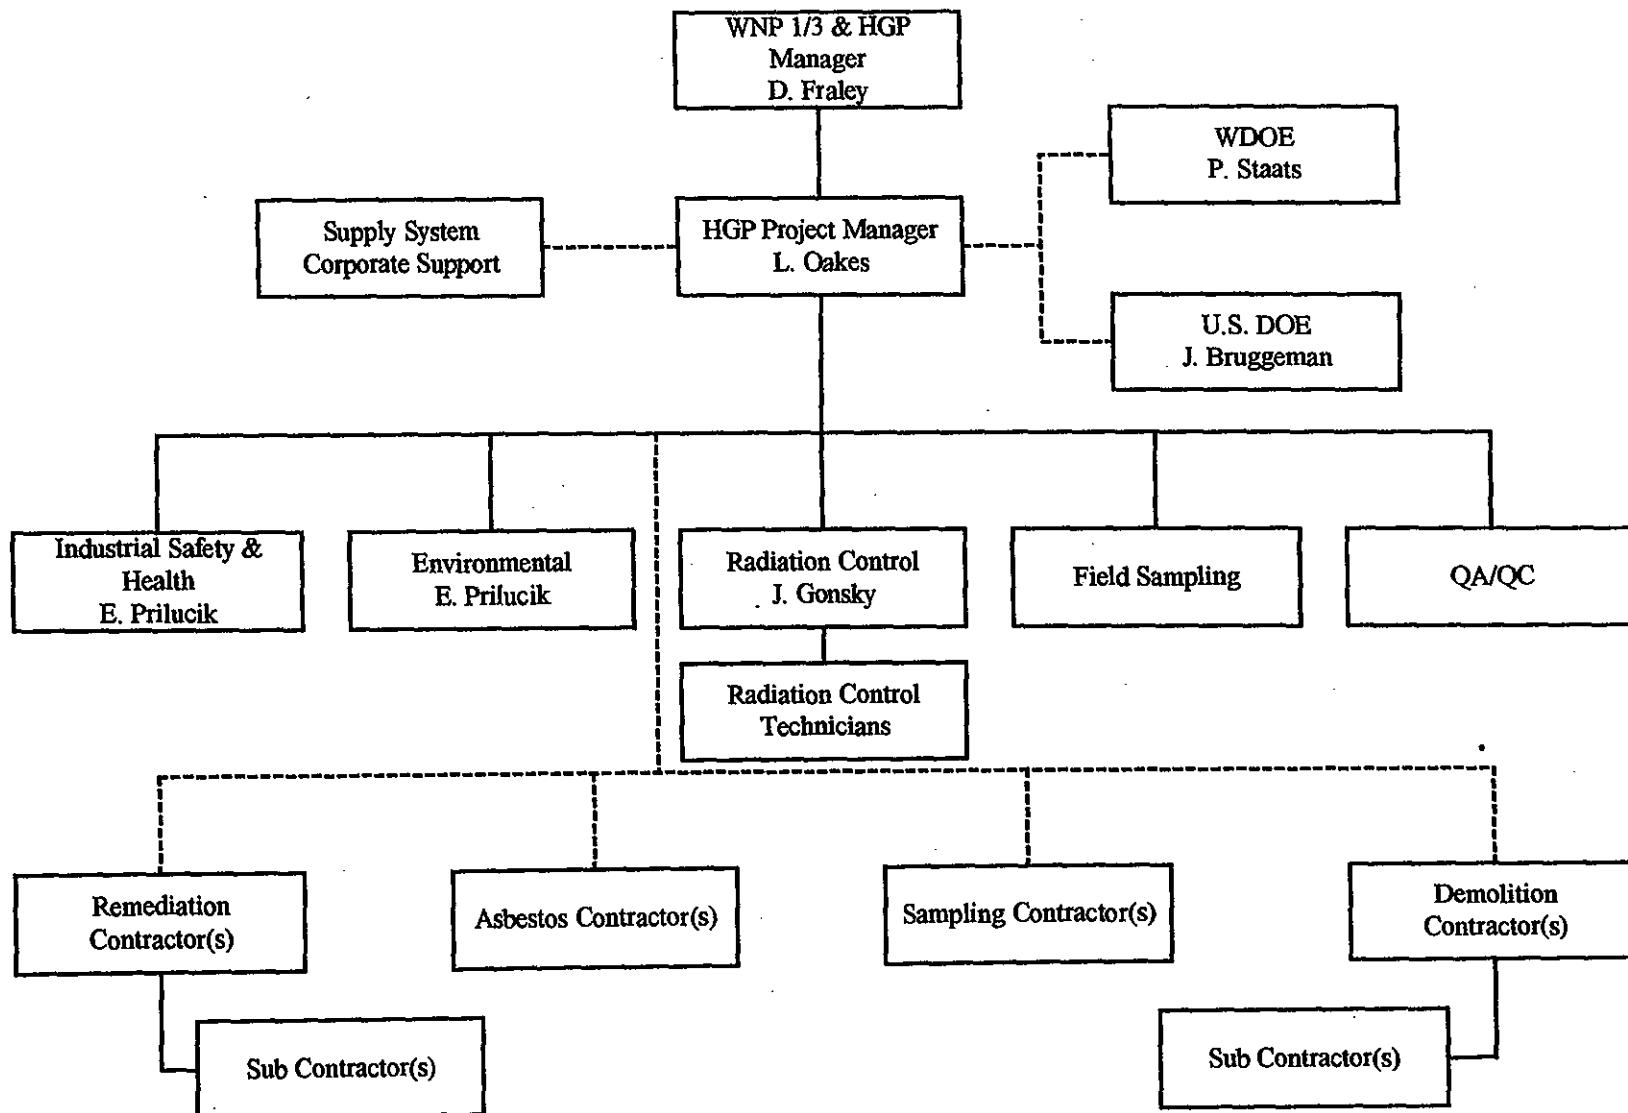 WNP 1/3 & HGP
Manager
D. Fraley
WDOE
P. Staats
Supply System
Corporate Support
HGP Project Manager
L. Oakes
U.S. DOE
J. Bruggeman
Industrial Safety &
Health
E. Prilucik
Environmental
E. Prilucik
Radiation Control
J. Gonsky
Field Sampling
QA/QC
Radiation Control
Technicians
Remediation
Contractor(s)
Asbestos Contractor(s)
Sampling Contractor(s)
Demolition
Contractor(s)
Sub Contractor(s)
Sub Contractor(s)